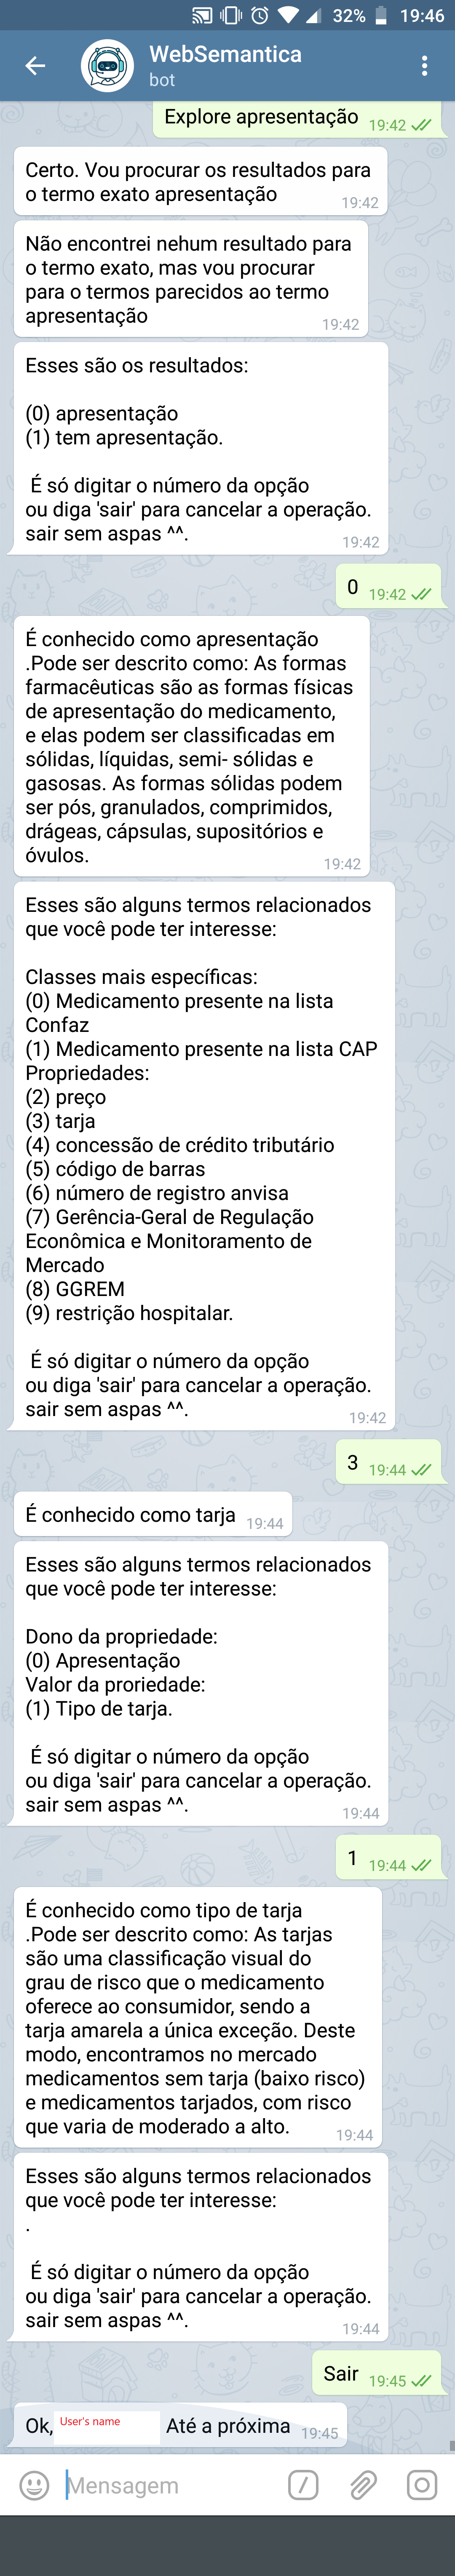 32% 19:46
WebSemantica
bot
Explore apresentação 19:42
Certo. Vou procurar os resultados para
o termo exato apresentação 19:42
Não encontrei nehum resultado para
o termo exato, mas vou procurar
para o termos parecidos ao termo
apresentação 19:42
Esses são os resultados:
(0) apresentação
(1) tem apresentação.
É só digitar o número da opção
ou diga 'sair' para cancelar a operação.
sair sem aspas ^^. 19:42
0 19:42
É conhecido como apresentação
.Pode ser descrito como: As formas
farmacêuticas são as formas físicas
de apresentação do medicamento,
e elas podem ser classificadas em
sólidas, líquidas, semi- sólidas e
gasosas. As formas sólidas podem
ser pós, granulados, comprimidos,
drágeas, cápsulas, supositórios e
óvulos. 19:42
Esses são alguns termos relacionados
que você pode ter interesse:
Classes mais específicas:
(0) Medicamento presente na lista
Confaz
(1) Medicamento presente na lista CAP
Propriedades:
(2) preço
(3) tarja
(4) concessão de crédito tributário
(5) código de barras
(6) número de registro anvisa
(7) Gerência-Geral de Regulação
Econômica e Monitoramento de
Mercado
(8) GGREM
(9) restrição hospitalar.
É só digitar o número da opção
ou diga 'sair' para cancelar a operação.
sair sem aspas ^^. 19:42
3 19:44
É conhecido como tarja 19:44
Esses são alguns termos relacionados
que você pode ter interesse:
Dono da propriedade:
(0) Apresentação
Valor da proriedade:
(1) Tipo de tarja.
É só digitar o número da opção
ou diga 'sair' para cancelar a operação.
sair sem aspas ^^. 19:44
1 19:44
É conhecido como tipo de tarja
.Pode ser descrito como: As tarjas
são uma classificação visual do
grau de risco que o medicamento
oferece ao consumidor, sendo a
tarja amarela a única exceção. Deste
modo, encontramos no mercado
medicamentos sem tarja (baixo risco)
e medicamentos tarjados, com risco
que varia de moderado a alto. 19:44
Esses são alguns termos relacionados
que você pode ter interesse:
.
É só digitar o número da opção
ou diga 'sair' para cancelar a operação.
sair sem aspas ^^. 19:44
Sair 19:45
Ok, User's name Até a próxima 19:45
Mensagem